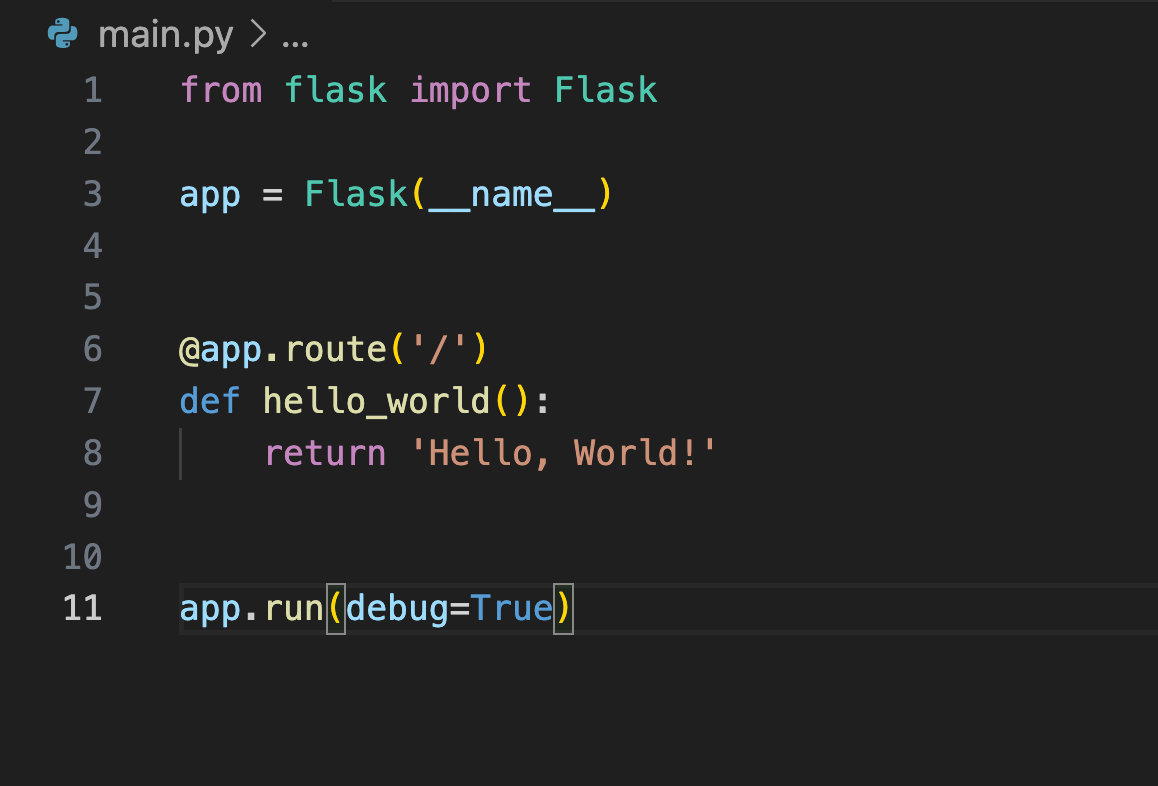 main.py > ...
1 from flask import Flask
2
3 app = Flask(__name__)
4
5
6 @app.route('/')
7 def hello_world():
8     return 'Hello, World!'
9
10
11 app.run(debug=True)